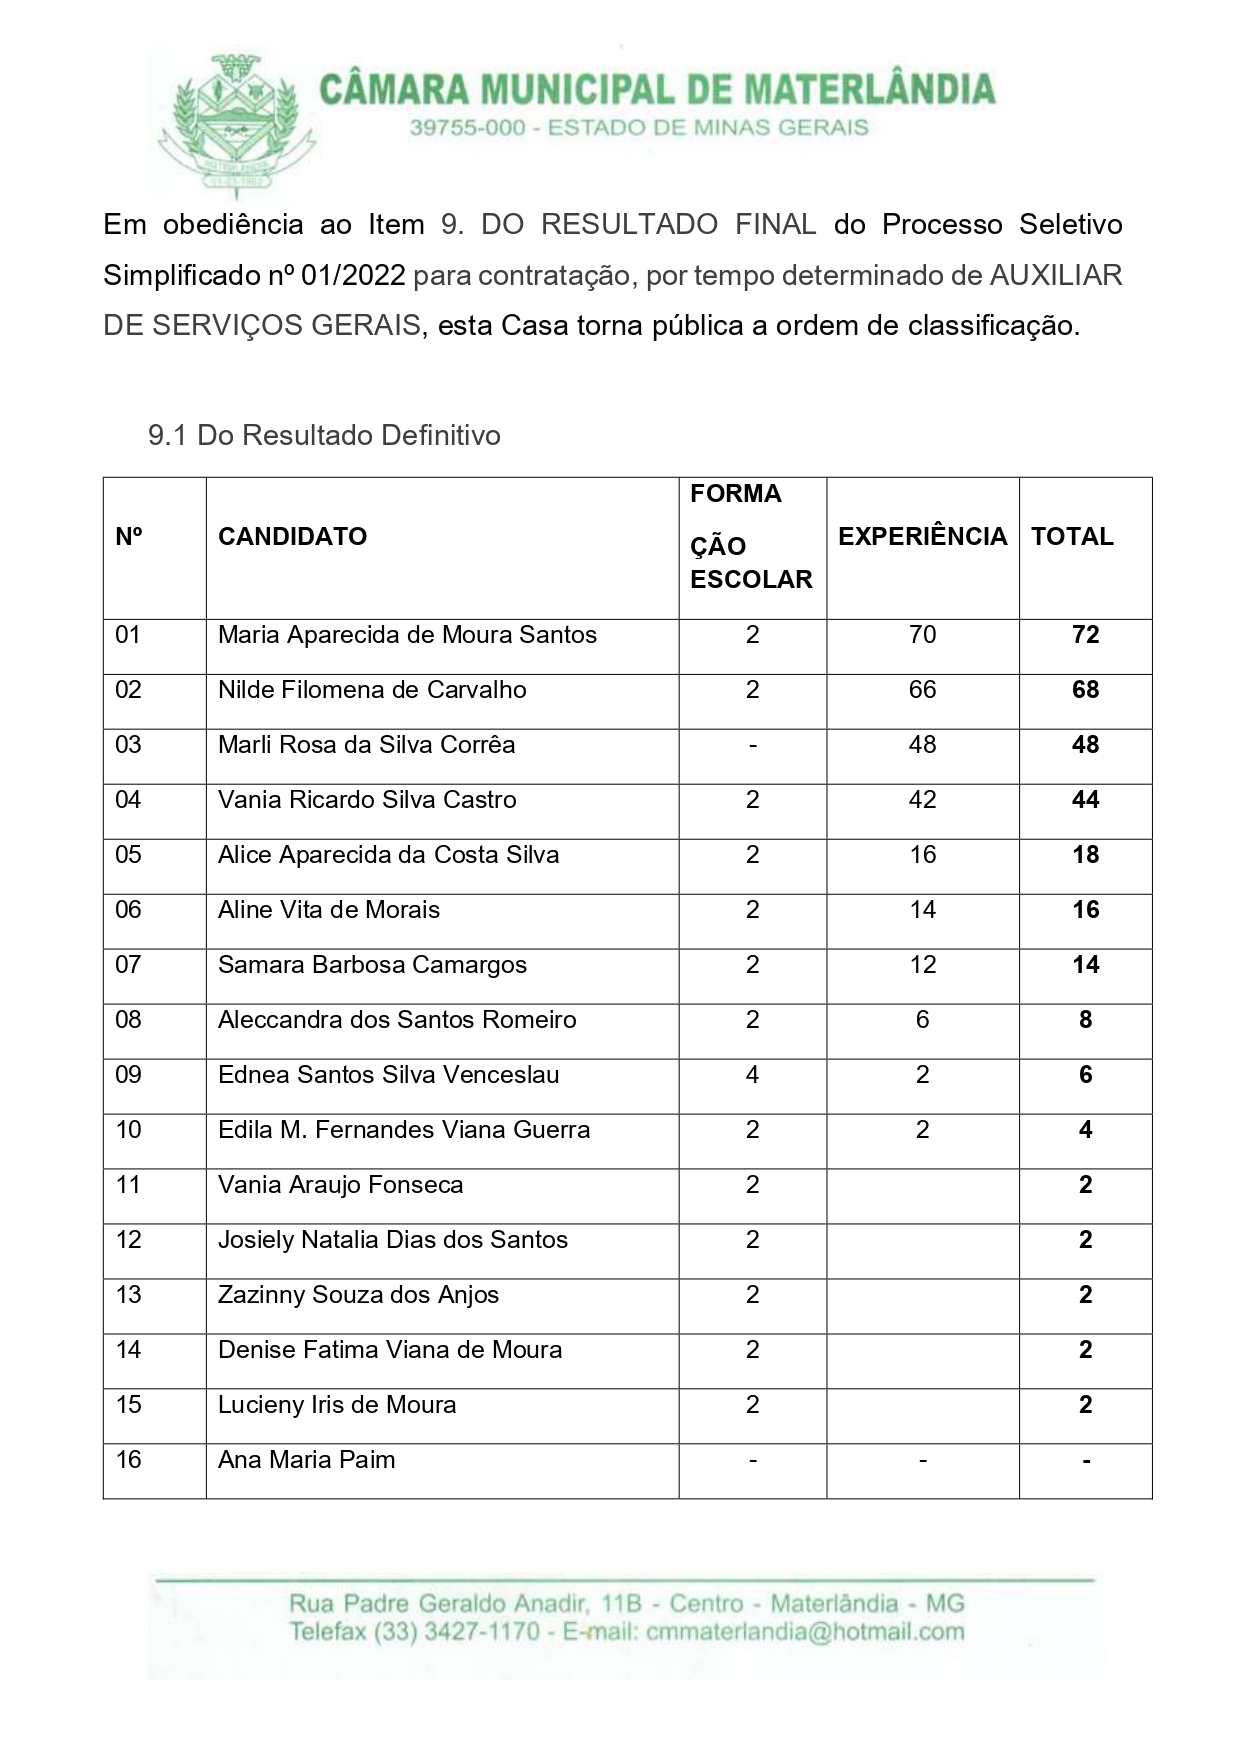 CÂMARA MUNICIPAL DE MATERLÂNDIA
39755-000 - ESTADO DE MINAS GERAIS
Em obediência ao Item 9. DO RESULTADO FINAL do Processo Seletivo
Simplificado nº 01/2022 para contratação, por tempo determinado de AUXILIAR
DE SERVIÇOS GERAIS, esta Casa torna pública a ordem de classificação.
9.1 Do Resultado Definitivo
Nº CANDIDATO FORMA
ÇÃO
ESCOLAR EXPERIÊNCIA TOTAL
01 Maria Aparecida de Moura Santos 2 70 72
02 Nilde Filomena de Carvalho 2 66 68
03 Marli Rosa da Silva Corrêa - 48 48
04 Vania Ricardo Silva Castro 2 42 44
05 Alice Aparecida da Costa Silva 2 16 18
06 Aline Vita de Morais 2 14 16
07 Samara Barbosa Camargos 2 12 14
08 Aleccandra dos Santos Romeiro 2 6 8
09 Ednea Santos Silva Venceslau 4 2 6
10 Edila M. Fernandes Viana Guerra 2 2 4
11 Vania Araujo Fonseca 2 2
12 Josiely Natalia Dias dos Santos 2 2
13 Zazinny Souza dos Anjos 2 2
14 Denise Fatima Viana de Moura 2 2
15 Lucieny Iris de Moura 2 2
16 Ana Maria Paim - - -
Rua Padre Geraldo Anadir, 11B - Centro - Materlândia - MG
Telefax (33) 3427-1170 - E-mail: cmmaterlandia@hotmail.com